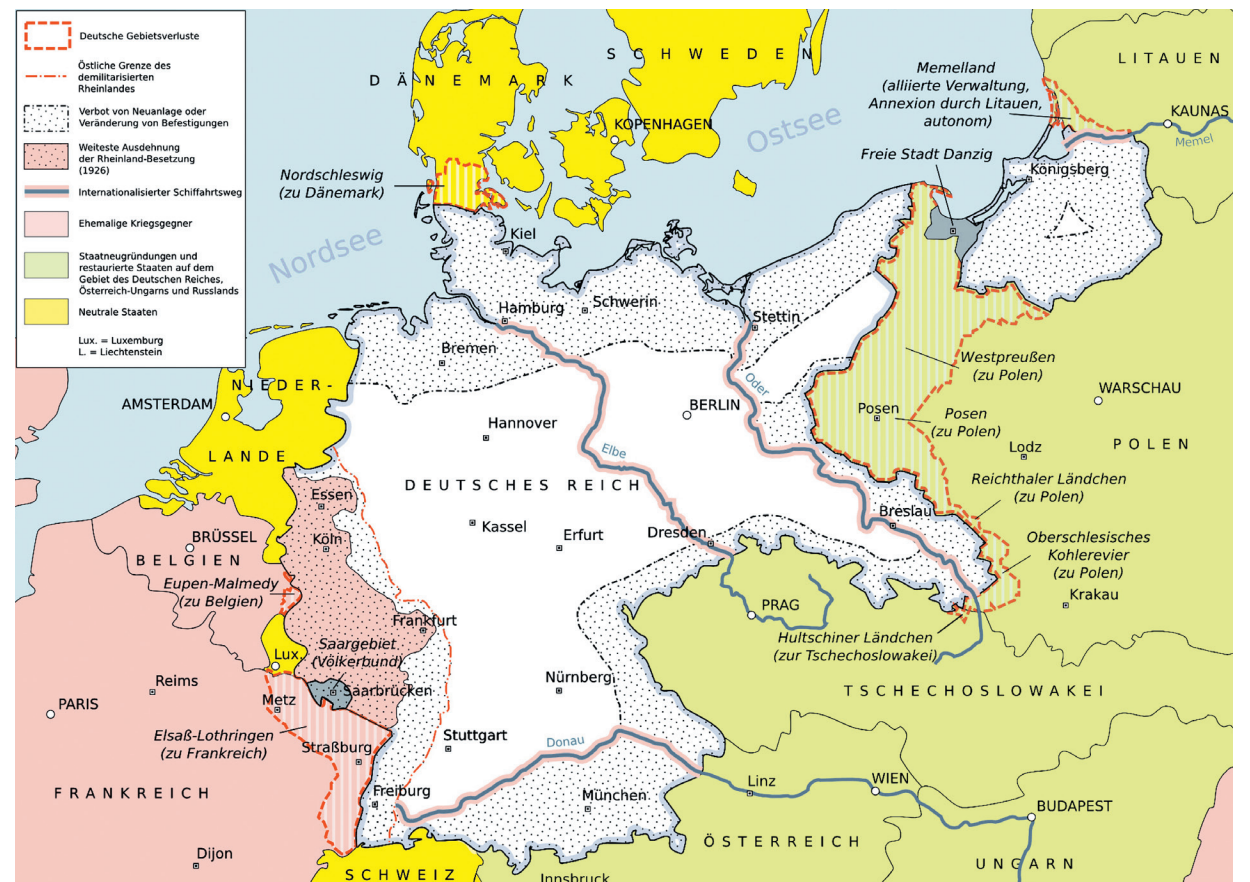 Deutsche Gebietsverluste
Östliche Grenze des
demilitarisierten
Rheinlandes
Verbot von Neuanlage oder
Veränderung von Befestigungen
Weiteste Ausdehnung
der Rheinland-Besetzung
(1926)
Internationalisierter Schiffahrtsweg
Ehemalige Kriegsgegner
Staatneugründungen und
restaurierte Staaten auf dem
Gebiet des Deutschen Reiches,
Österreich-Ungarns und Russlands
Neutrale Staaten
Lux. = Luxemburg
L. = Liechtenstein
SCHWEDEN
DÄNEMARK
LITAUEN
Memelland
(alliierte Verwaltung,
Annexion durch Litauen,
autonom)
KAUNAS
Memel
KOPENHAGEN
Ostsee
Freie Stadt Danzig
Königsberg
Nordschleswig
(zu Dänemark)
Nordsee
Kiel
Hamburg
Schwerin
Stettin
Bremen
Westpreußen
(zu Polen)
NIEDER-
LANDE
AMSTERDAM
Oder
BERLIN
WARSCHAU
Hannover
Posen
Posen
(zu Polen)
Lodz
POLEN
Elbe
DEUTSCHES REICH
Reichthaler Ländchen
(zu Polen)
Essen
Kassel
Erfurt
Dresden
Breslau
BRÜSSEL
BELGIEN
Köln
Oberschlesisches
Kohlerevier
(zu Polen)
Eupen-Malmedy
(zu Belgien)
Krakau
PRAG
Frankfurt
Saargebiet
(Völkerbund)
Hultschiner Ländchen
(zur Tschechoslowakei)
Lux.
Saarbrücken
Reims
Metz
Nürnberg
TSCHECHOSLOWAKEI
PARIS
Elsaß-Lothringen
(zu Frankreich)
Straßburg
Stuttgart
Donau
FRANKREICH
Freiburg
München
Linz
WIEN
BUDAPEST
ÖSTERREICH
Dijon
SCHWEIZ
Innsbruck
UNGARN